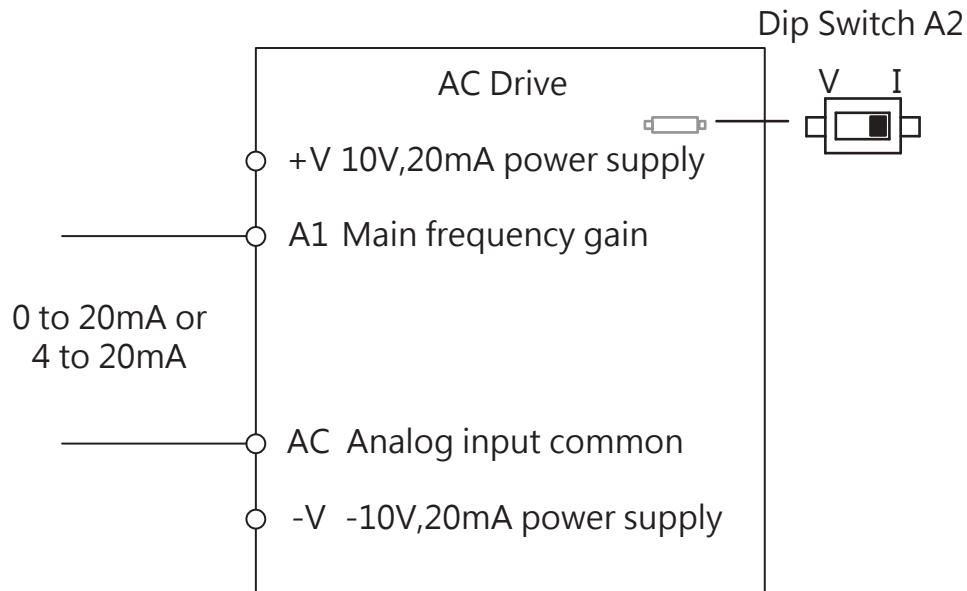 Dip Switch A2
V I
AC Drive
+V 10V,20mA power supply
A1 Main frequency gain
0 to 20mA or
4 to 20mA
AC Analog input common
-V -10V,20mA power supply